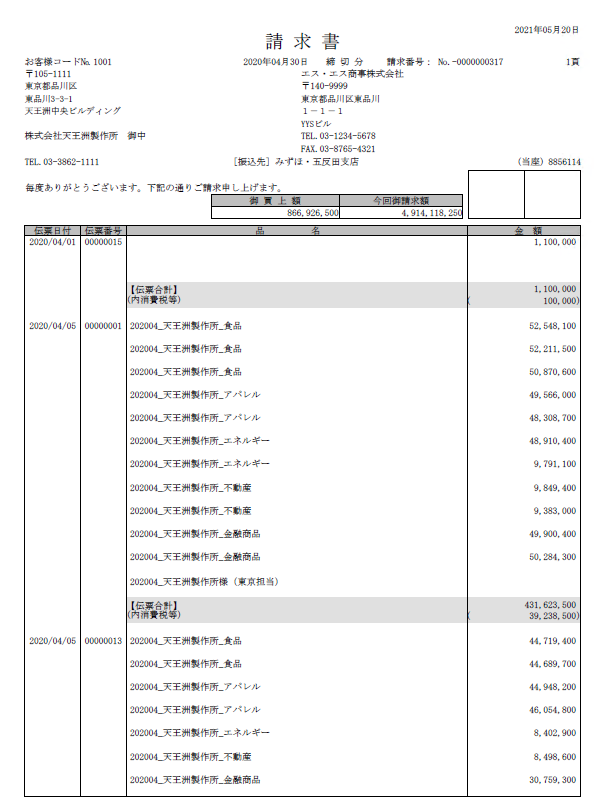 2021年05月20日
請求書
お客様コード№1001 2020年04月30日 締切分 請求番号: No.-0000000317 1頁
〒105-1111 エス・エス商事株式会社
東京都品川区 〒140-9999
東品川3-3-1 東京都品川区東品川
天王洲中央ビルディング 1-1-1
YYSビル
株式会社天王洲製作所 御中 TEL.03-1234-5678
FAX.03-8765-4321
TEL.03-3862-1111 [振込先]みずほ・五反田支店 (当座)8856114
毎度ありがとうございます。下記の通りご請求申し上げます。
御買上額 今回御請求額
866,926,500 4,914,118,250
伝票日付 伝票番号 品名 金額
2020/04/01 00000015 1,100,000
【伝票合計】 1,100,000
(内消費税等) ( 100,000)
2020/04/05 00000001 202004_天王洲製作所_食品 52,548,100
202004_天王洲製作所_食品 52,211,500
202004_天王洲製作所_食品 50,870,600
202004_天王洲製作所_アパレル 49,566,000
202004_天王洲製作所_アパレル 48,308,700
202004_天王洲製作所_エネルギー 48,910,400
202004_天王洲製作所_エネルギー 9,791,100
202004_天王洲製作所_不動産 9,849,400
202004_天王洲製作所_不動産 9,383,000
202004_天王洲製作所_金融商品 49,900,400
202004_天王洲製作所_金融商品 50,284,300
202004_天王洲製作所様(東京担当)
【伝票合計】 431,623,500
(内消費税等) ( 39,238,500)
2020/04/05 00000013 202004_天王洲製作所_食品 44,719,400
202004_天王洲製作所_食品 44,689,700
202004_天王洲製作所_アパレル 44,948,200
202004_天王洲製作所_アパレル 46,054,800
202004_天王洲製作所_エネルギー 8,402,900
202004_天王洲製作所_不動産 8,498,600
202004_天王洲製作所_金融商品 30,759,300